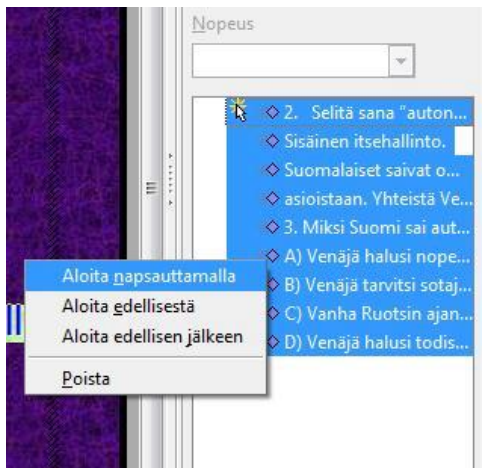 Nopeus
2. Selitä sana "auton...
Sisäinen itsehallinto.
Suomalaiset saivat o...
asioistaan. Yhteistä Ve...
3. Miksi Suomi sai aut...
A) Venäjä halusi nope...
B) Venäjä tarvitsi sotaj...
C) Vanha Ruotsin ajan...
D) Venäjä halusi todis...
Aloita napsauttamalla
Aloita edellisestä
Aloita edellisen jälkeen
Poista